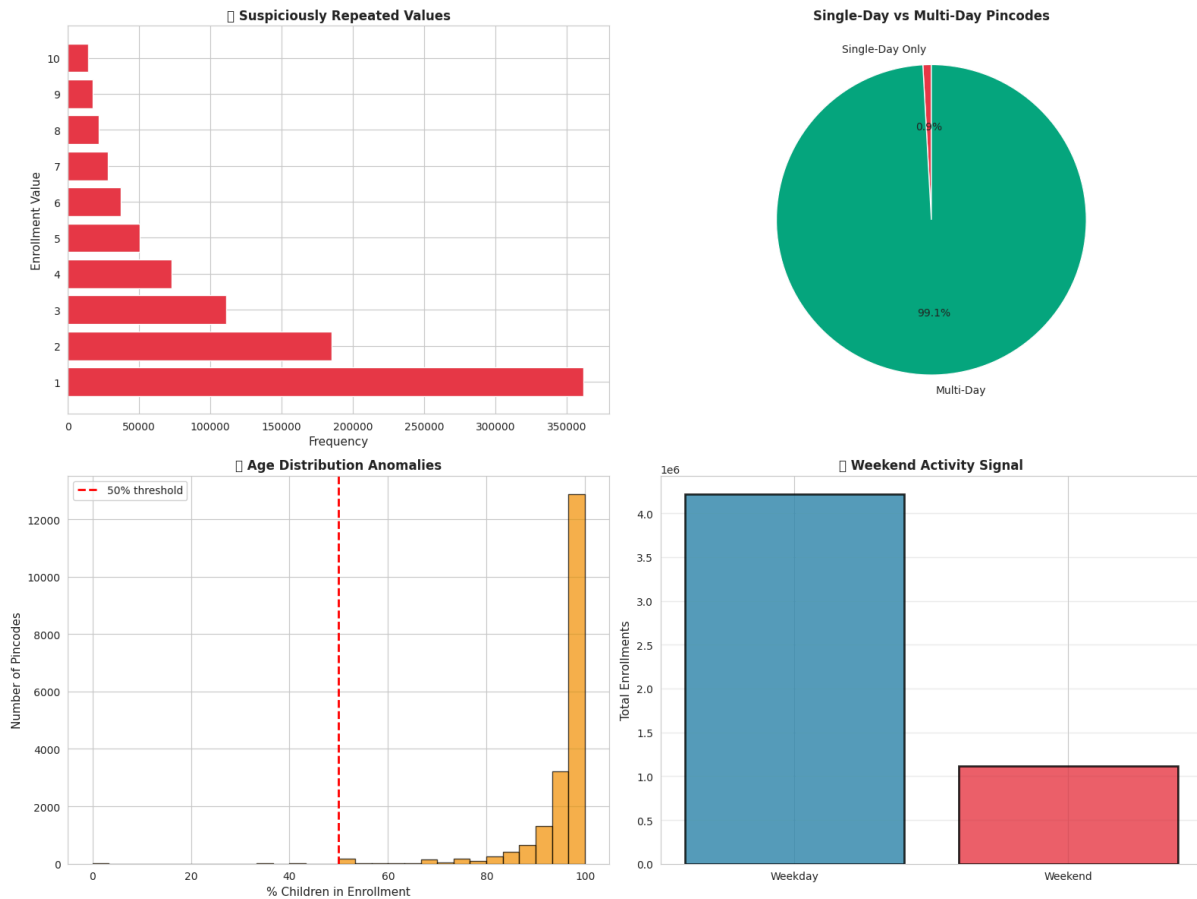 Suspiciously Repeated Values
Enrollment Value
10
9
8
7
6
5
4
3
2
1
0
50000
100000
150000
200000
250000
300000
350000
Frequency
Single-Day vs Multi-Day Pincodes
Single-Day Only
0.9%
99.1%
Multi-Day
Age Distribution Anomalies
50% threshold
Number of Pincodes
12000
10000
8000
6000
4000
2000
0
0
20
40
60
80
100
% Children in Enrollment
Weekend Activity Signal
1e6
Total Enrollments
4.0
3.5
3.0
2.5
2.0
1.5
1.0
0.5
0.0
Weekday
Weekend